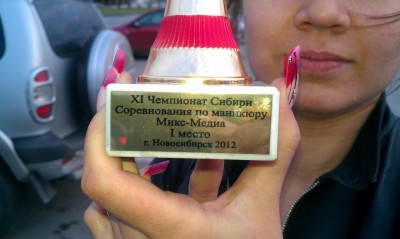 XI Чемпионат Сибири
Соревнования по маникюру
Микс-Медиа
I место
г. Новосибирск 2012